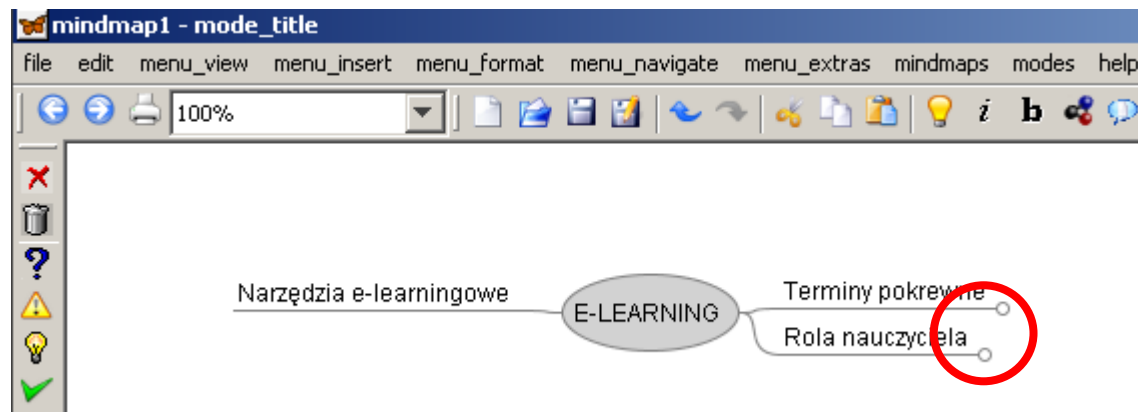 mindmap1 - mode_title
file edit menu_view menu_insert menu_format menu_navigate menu_extras mindmaps modes help
100% i b
Narzędzia e-learningowe
E-LEARNING
Terminy pokrewne
Rola nauczyciela